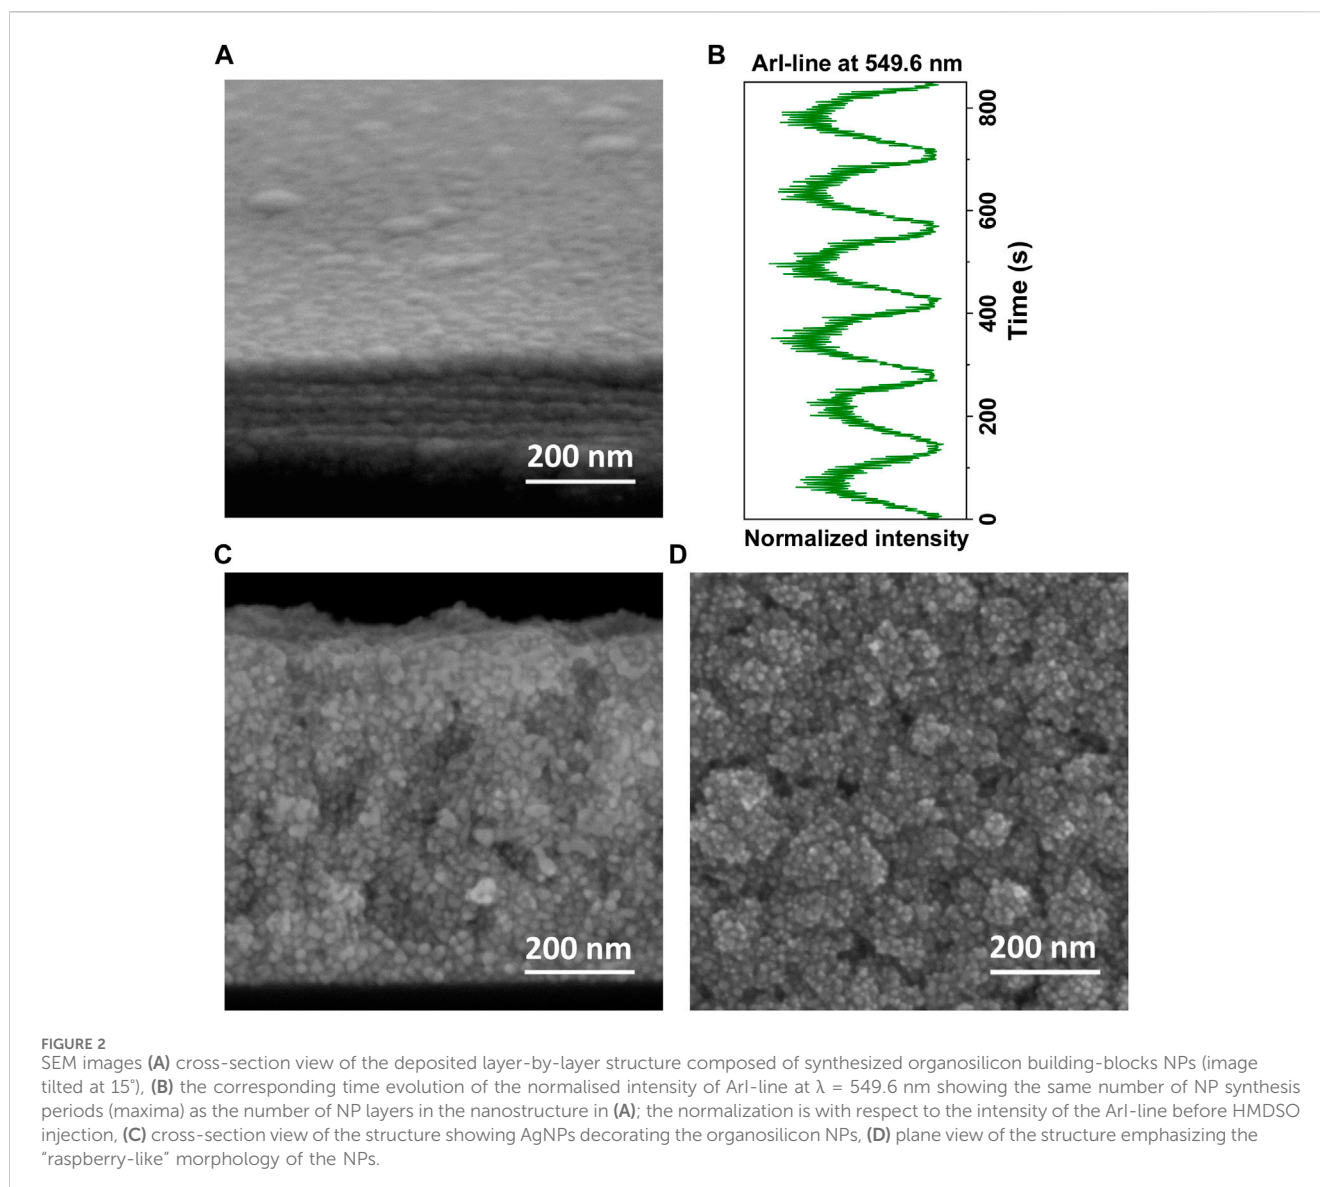 A
200 nm
B
ArI-line at 549.6 nm
800
600
400
200
0
Time (s)
Normalized intensity
C
200 nm
D
200 nm
FIGURE 2
SEM images (A) cross-section view of the deposited layer-by-layer structure composed of synthesized organosilicon building-blocks NPs (image
tilted at 15°), (B) the corresponding time evolution of the normalised intensity of ArI-line at λ = 549.6 nm showing the same number of NP synthesis
periods (maxima) as the number of NP layers in the nanostructure in (A); the normalization is with respect to the intensity of the ArI-line before HMDSO
injection, (C) cross-section view of the structure showing AgNPs decorating the organosilicon NPs, (D) plane view of the structure emphasizing the
“raspberry-like” morphology of the NPs.